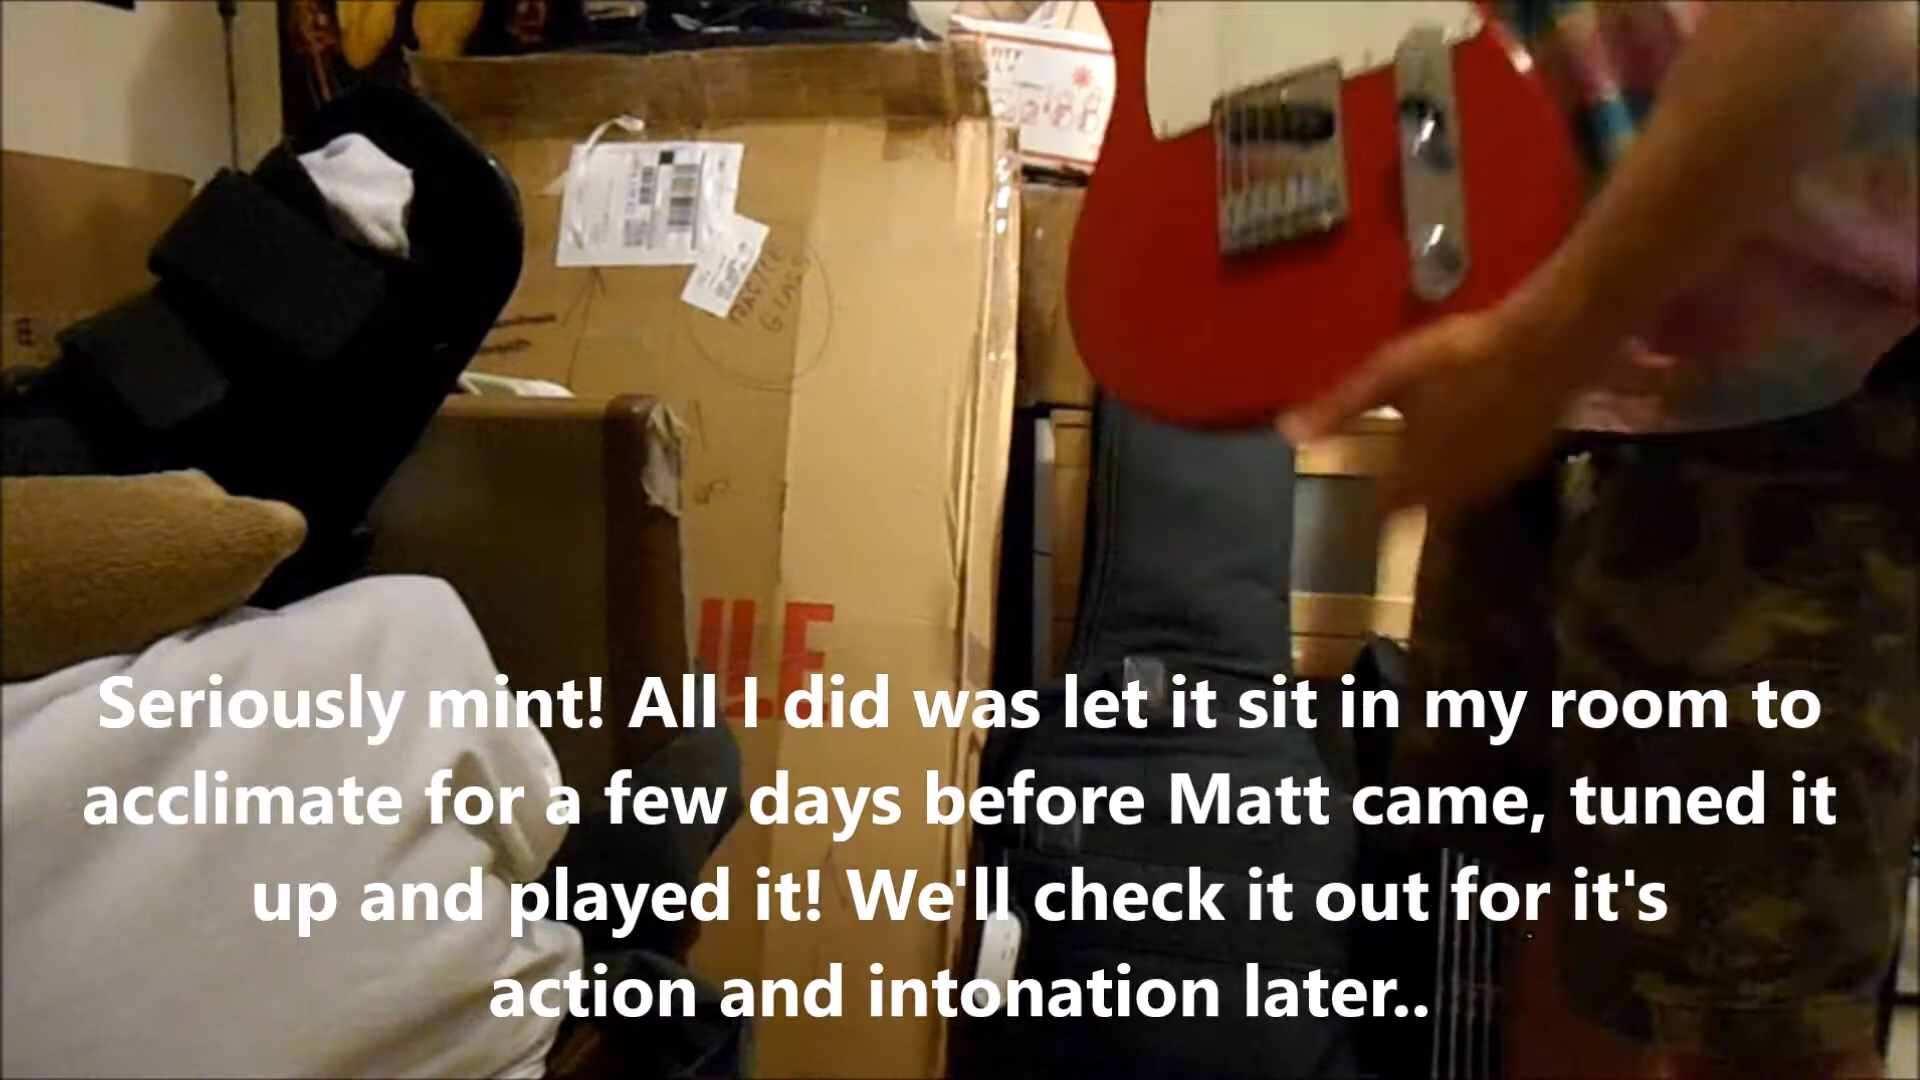 ILE
Seriously mint! All I did was let it sit in my room to
acclimate for a few days before Matt came, tuned it
up and played it! We'll check it out for it's
action and intonation later..